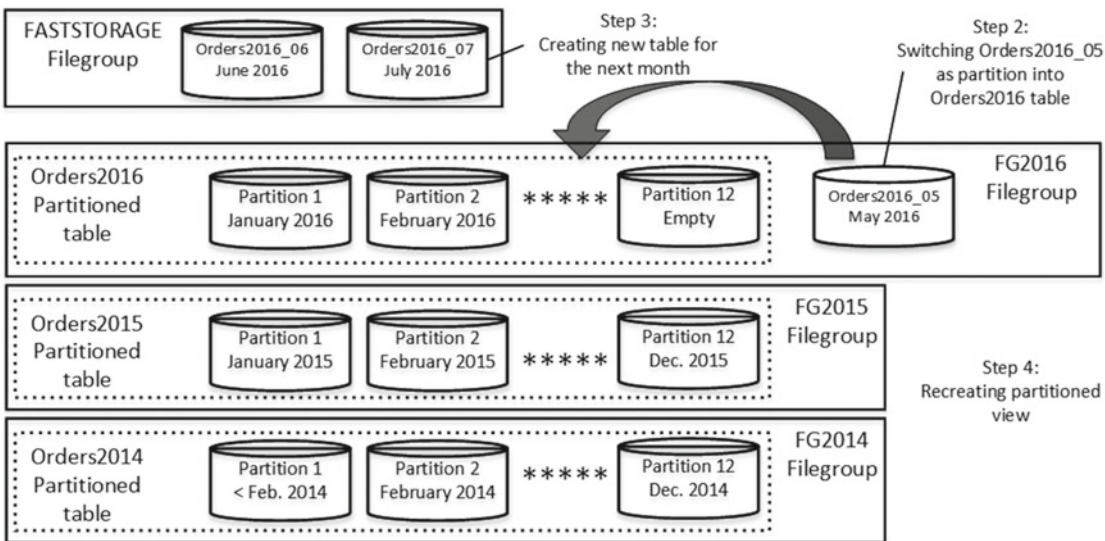 FASTSTORAGE
Filegroup
Orders2016_06
June 2016
Orders2016_07
July 2016
Step 3:
Creating new table for
the next month
Step 2:
Switching Orders2016_05
as partition into
Orders2016 table
Orders2016
Partitioned
table
Partition 1
January 2016
Partition 2
February 2016
*****
Partition 12
Empty
Orders2016_05
May 2016
FG2016
Filegroup
Orders2015
Partitioned
table
Partition 1
January 2015
Partition 2
February 2015
*****
Partition 12
Dec. 2015
FG2015
Filegroup
Step 4:
Recreating partitioned
view
Orders2014
Partitioned
table
Partition 1
< Feb. 2014
Partition 2
February 2014
*****
Partition 12
Dec. 2014
FG2014
Filegroup